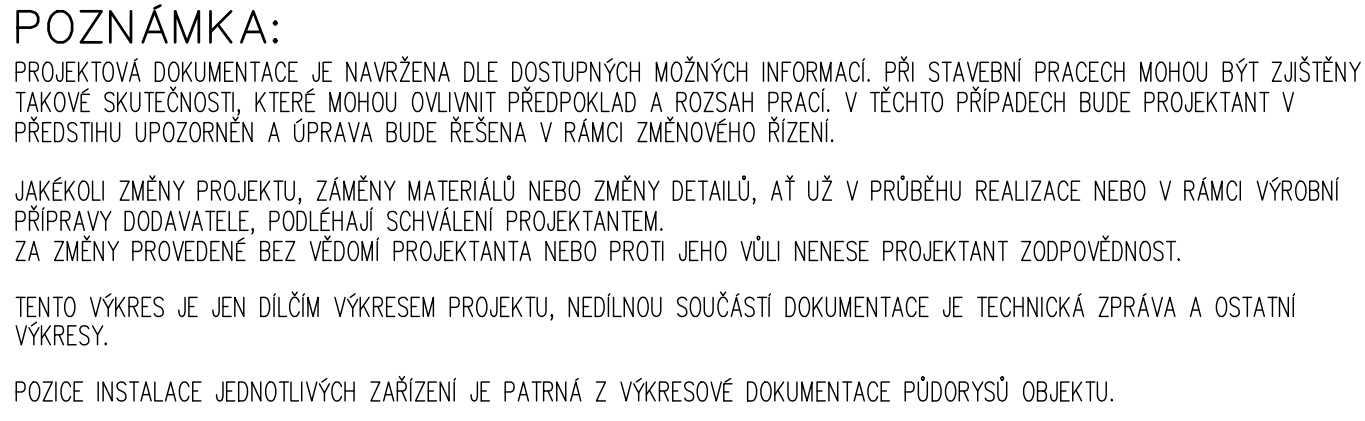 POZNÁMKA:
PROJEKTOVÁ DOKUMENTACE JE NAVRŽENA DLE DOSTUPNÝCH MOŽNÝCH INFORMACÍ. PŘI STAVEBNÍ PRACECH MOHOU BÝT ZJIŠTĚNY
TAKOVÉ SKUTEČNOSTI, KTERÉ MOHOU OVLIVNIT PŘEDPOKLAD A ROZSAH PRACÍ. V TĚCHTO PŘÍPADECH BUDE PROJEKTANT V
PŘEDSTIHU UPOZORNĚN A ÚPRAVA BUDE ŘEŠENA V RÁMCI ZMĚNOVÉHO ŘÍZENÍ.
JAKÉKOLI ZMĚNY PROJEKTU, ZÁMĚNY MATERIÁLŮ NEBO ZMĚNY DETAILŮ, AŤ UŽ V PRŮBĚHU REALIZACE NEBO V RÁMCI VÝROBNÍ
PŘÍPRAVY DODAVATELE, PODLÉHAJÍ SCHVÁLENÍ PROJEKTANTEM.
ZA ZMĚNY PROVEDENÉ BEZ VĚDOMÍ PROJEKTANTA NEBO PROTI JEHO VŮLI NENESE PROJEKTANT ZODPOVĚDNOST.
TENTO VÝKRES JE JEN DÍLČÍM VÝKRESEM PROJEKTU, NEDÍLNOU SOUČÁSTÍ DOKUMENTACE JE TECHNICKÁ ZPRÁVA A OSTATNÍ
VÝKRESY.
POZICE INSTALACE JEDNOTLIVÝCH ZAŘÍZENÍ JE PATRNÁ Z VÝKRESOVÉ DOKUMENTACE PŮDORYSŮ OBJEKTU.